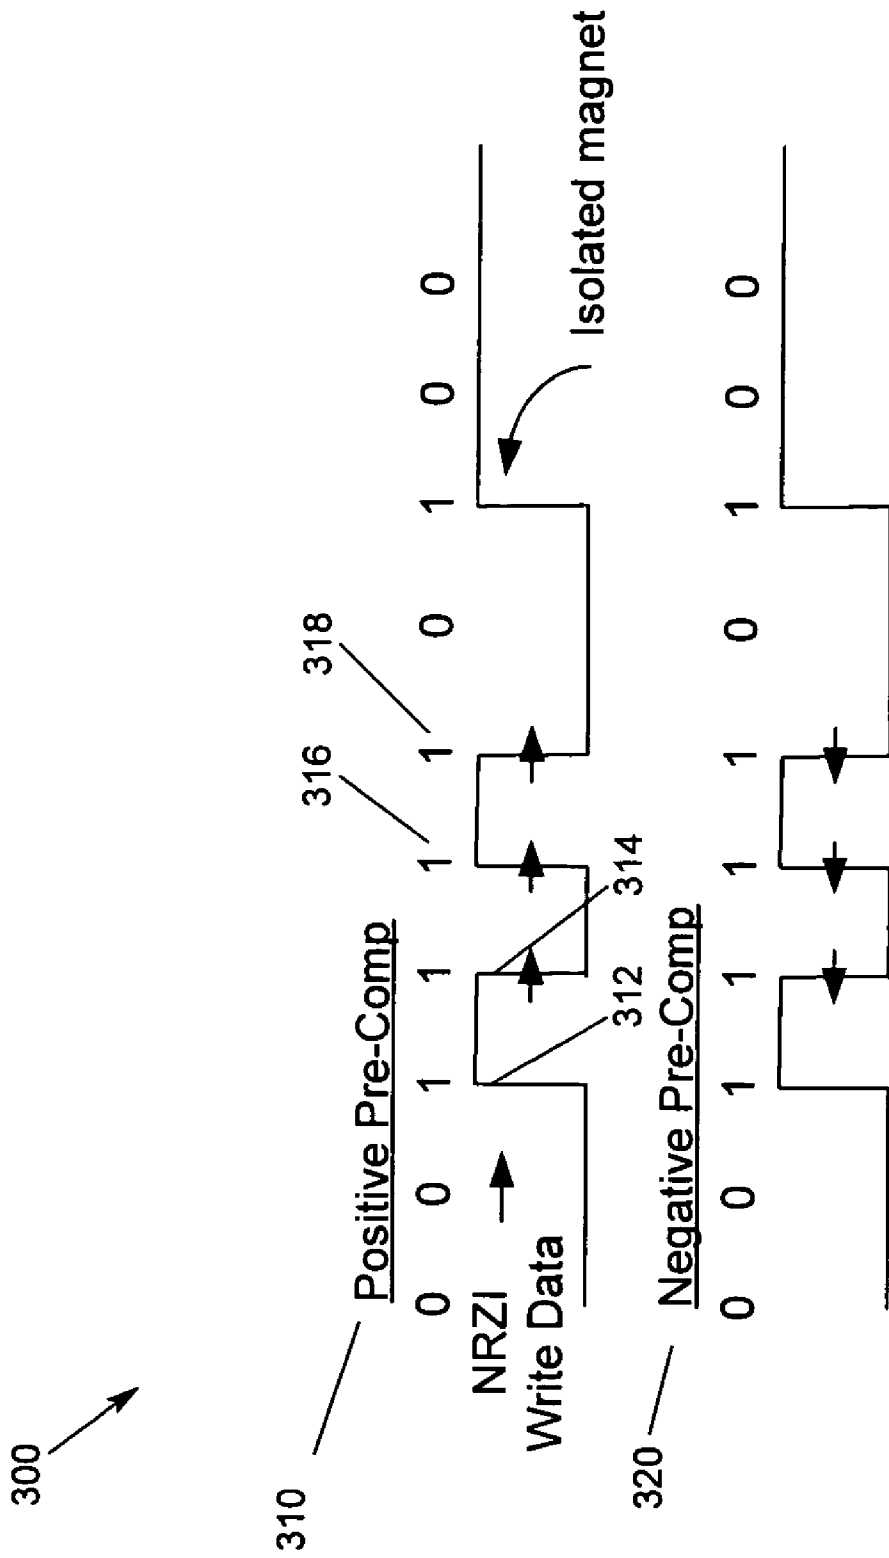 300
310
Positive Pre-Comp
316
318
0 0 1 1 1 1 0 1 0 0
NRZI
Write Data
312
314
Isolated magnet
320
Negative Pre-Comp
0 0 1 1 1 1 0 1 0 0